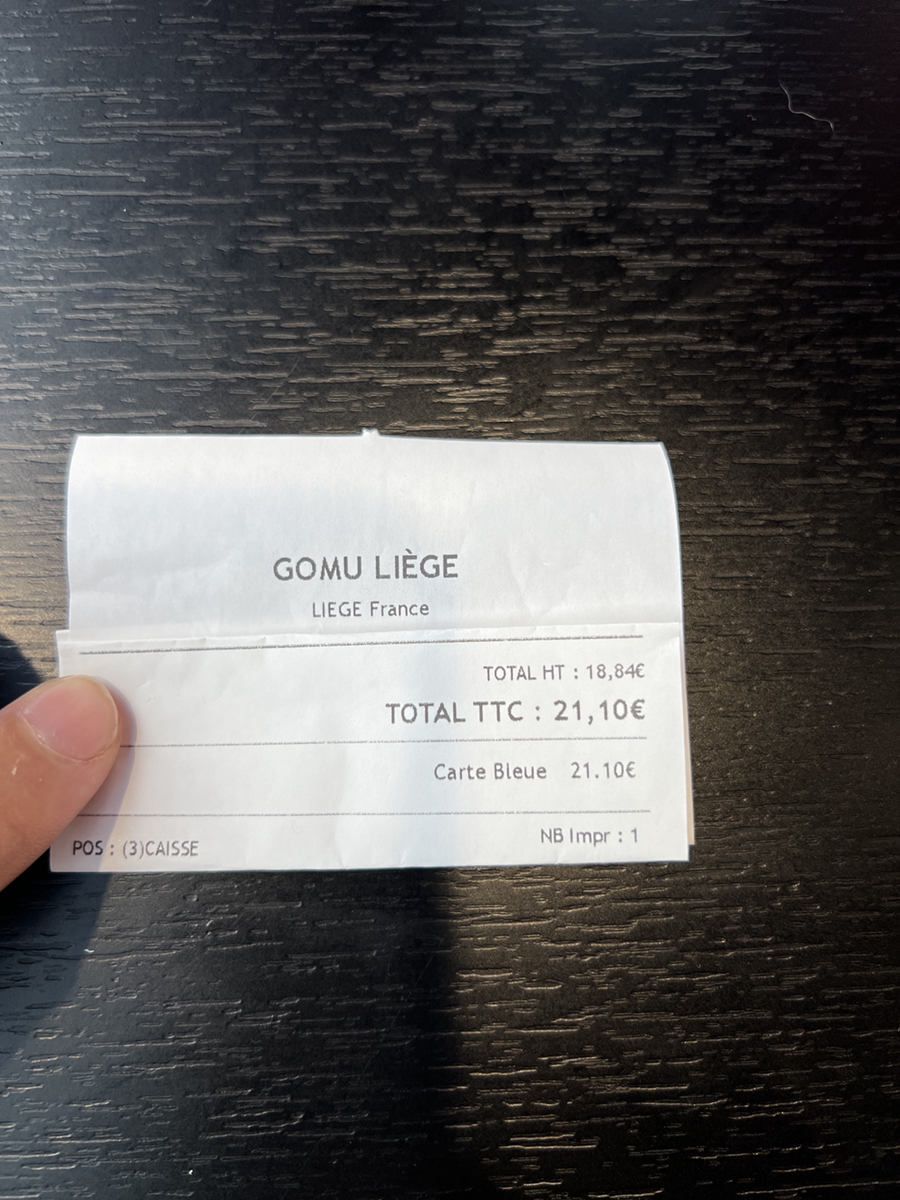 GOMU LIÈGE
LIEGE France
TOTAL HT : 18,84€
TOTAL TTC : 21,10€
Carte Bleue 21.10€
POS : (3)CAISSE NB Impr : 1